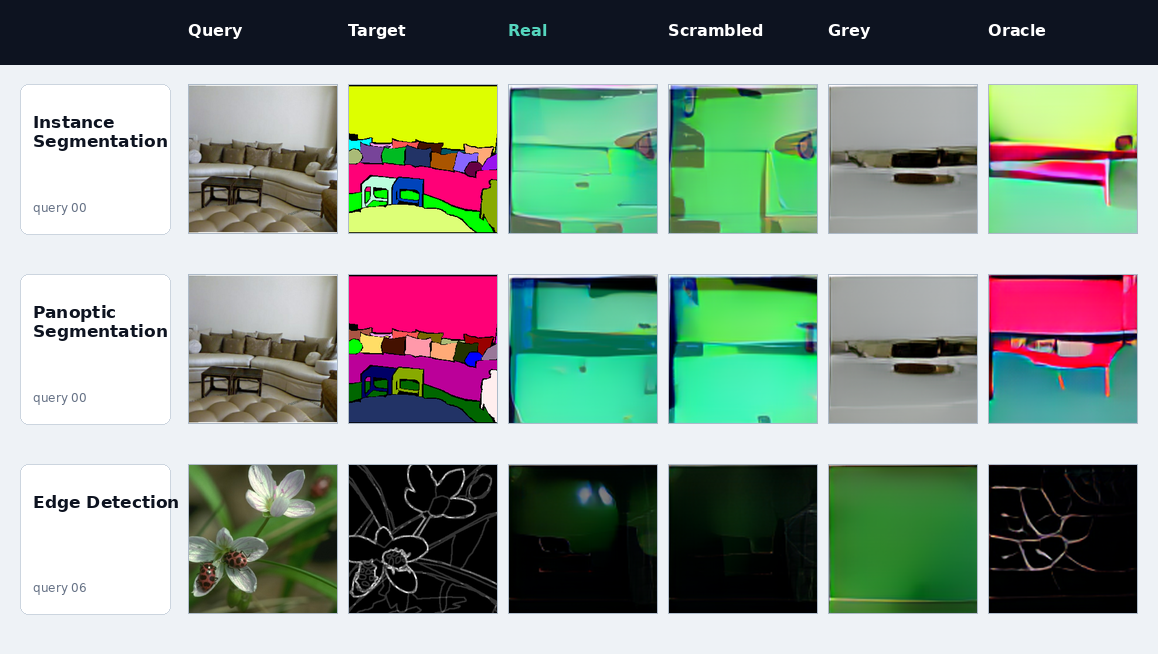 Query Target Real Scrambled Grey Oracle
Instance
Segmentation
query 00
Panoptic
Segmentation
query 00
Edge Detection
query 06